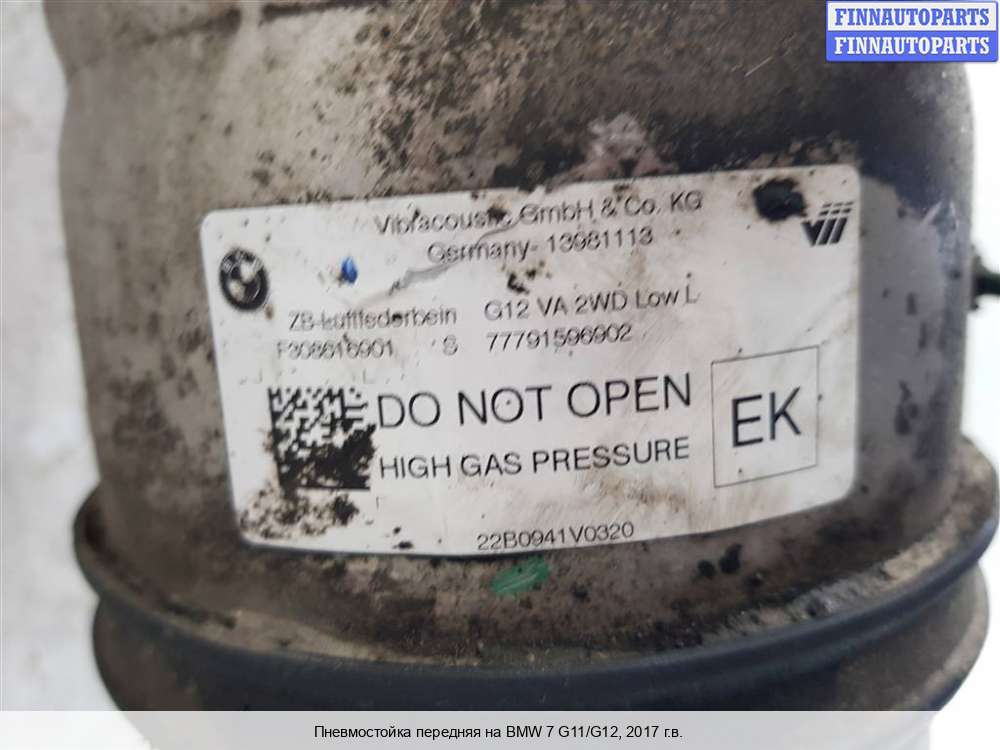 FINNAUTOPARTS
FINNAUTOPARTS
Vibracoustic GmbH & Co. KG
Germany- 13981113
ZB-Luftfederbein G12 VA 2WD Low L
F308616901 S 77791596902
DO NOT OPEN
EK
HIGH GAS PRESSURE
22B0941V0320
Пневмостойка передняя на BMW 7 G11/G12, 2017 г.в.